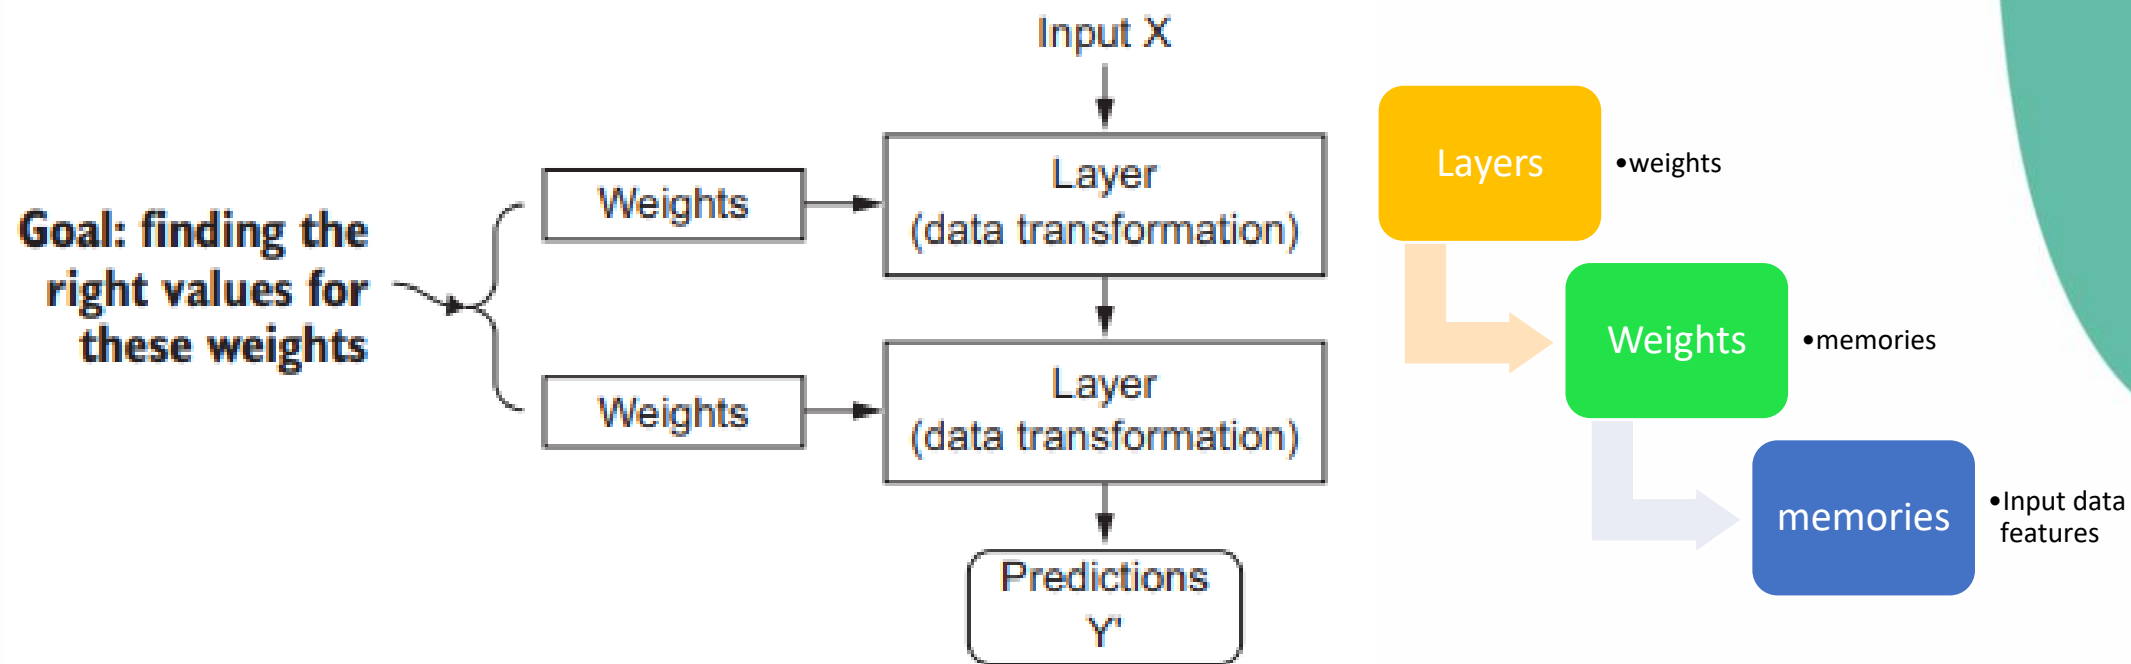 Input X
Goal: finding the
right values for
these weights
Weights
Layer
(data transformation)
Weights
Layer
(data transformation)
Predictions
Y'
Layers
•weights
Weights
•memories
memories
•Input data
features